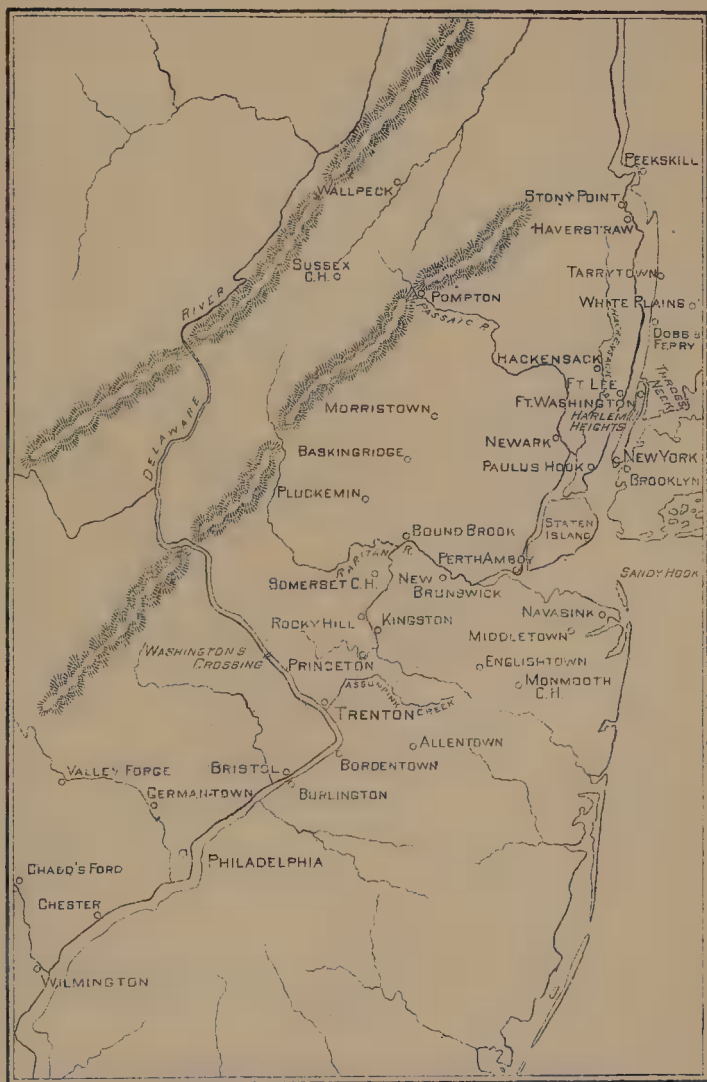 PEEKSKILL
WALLPECK
STONY POINT
HAVERSTRAW
SUSSEX
C.H.
TARRYTOWN
RIVER
POMPTON
WHITE PLAINS
PASSAIC R.
DOBBS
FERRY
HACKENSACK
THROGS
NECK
FT. LEE
FT. WASHINGTON
HARLEM
HEIGHTS
MORRISTOWN
DELAWARE
NEWARK
BASKINGRIDGE
NEW YORK
PAULUS HOOK
BROOKLYN
PLUCKEMIN
STATEN
ISLAND
BOUND BROOK
RARITAN
R.
PERTH AMBOY
SOMERSET C.H.
NEW
BRUNSWICK
SANDY HOOK
ROCKY HILL
KINGSTON
NAVASINK
MIDDLETOWN
WASHINGTON'S
CROSSING
PRINCETON
ENGLISHTOWN
MONMOOTH
C.H.
ASSUNPINK
CREEK
TRENTON
ALLENTOWN
BORDENTOWN
VALLEY FORGE
BRISTOL
GERMANTOWN
BURLINGTON
PHILADELPHIA
CHADD'S FORD
CHESTER
WILMINGTON